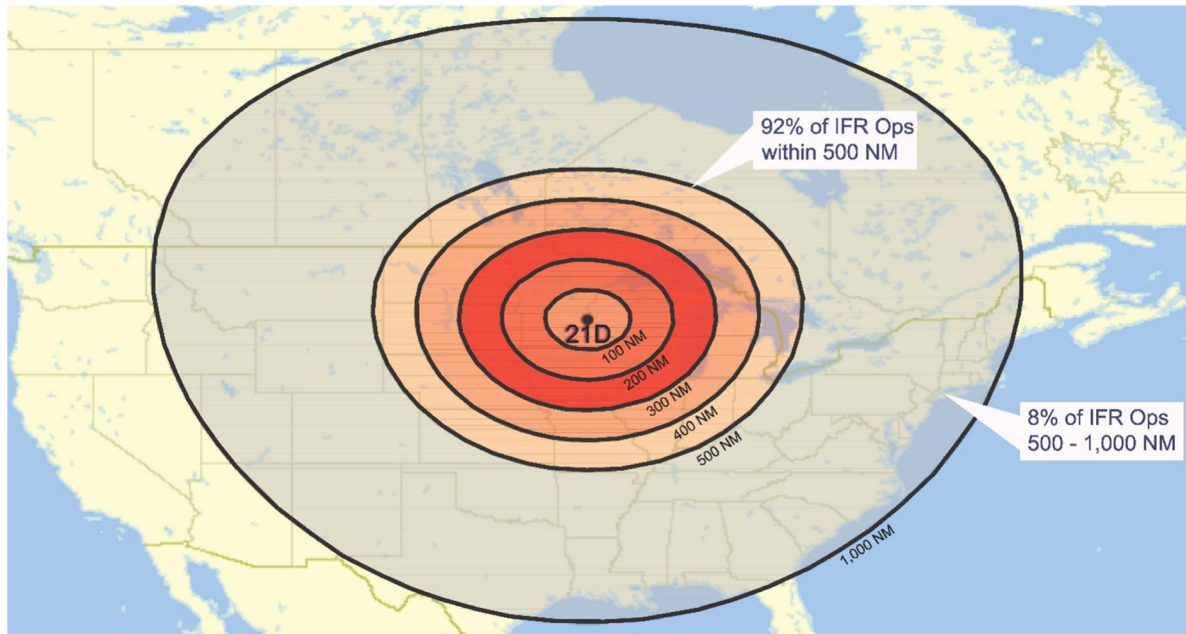 92% of IFR Ops
within 500 NM
21D
100 NM
200 NM
300 NM
400 NM
500 NM
8% of IFR Ops
500 - 1,000 NM
1,000 NM